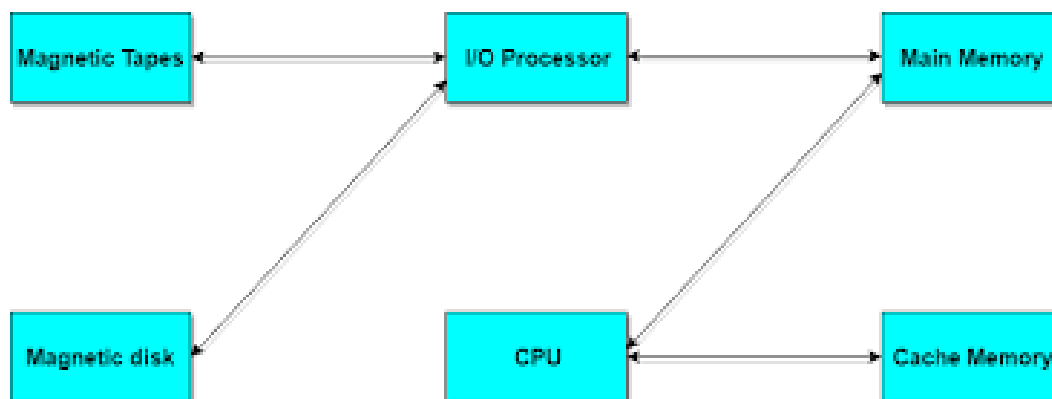 Magnetic Tapes
I/O Processor
Main Memory
Magnetic disk
CPU
Cache Memory